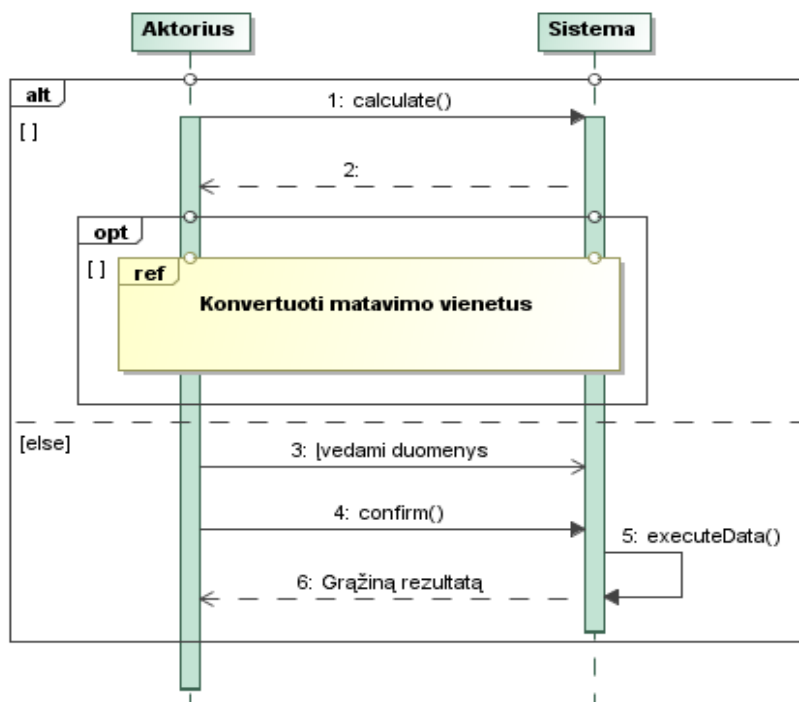 Aktorius
Sistema
alt
1: calculate()
[ ]
2:
opt
[ ]
ref
Konvertuoti matavimo vienetus
[else]
3: Įvedami duomenys
4: confirm()
5: executeData()
6: Grąžiną rezultatą